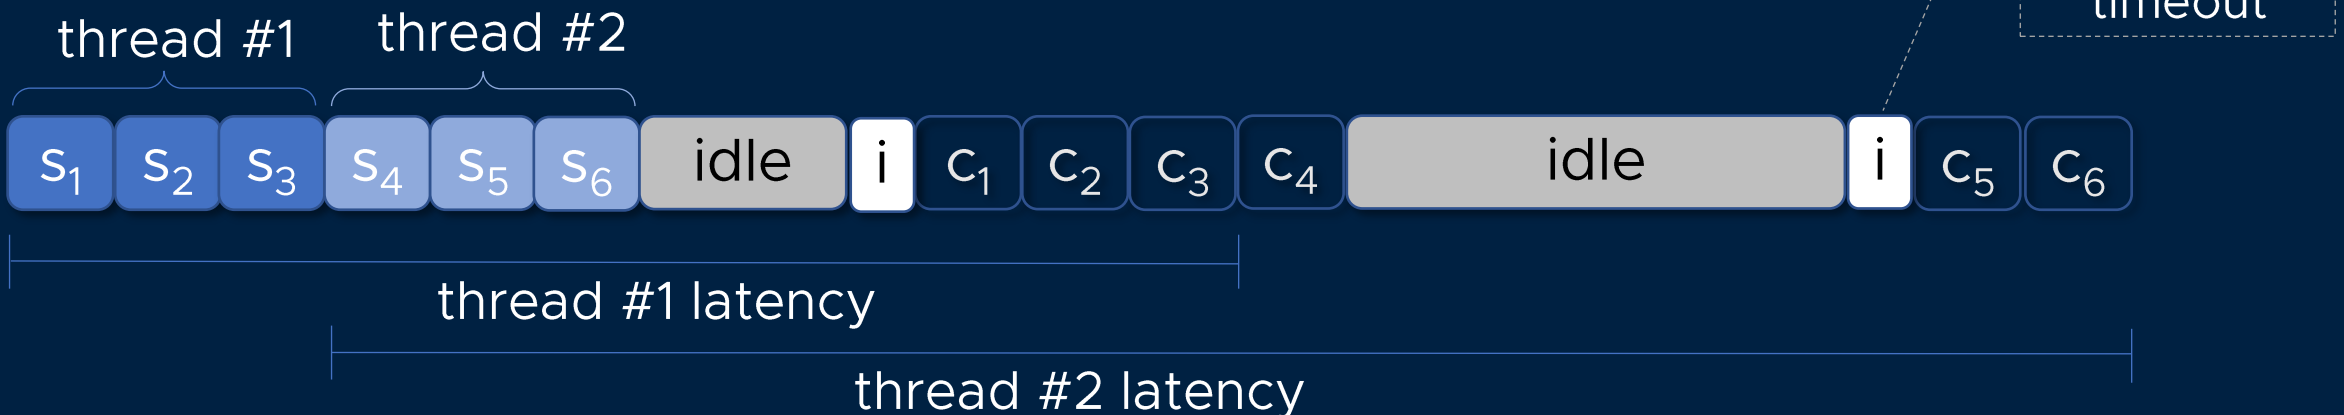 timeout
thread #1
thread #2
s1 s2 s3 s4 s5 s6 idle i c1 c2 c3 c4 idle i c5 c6
thread #1 latency
thread #2 latency